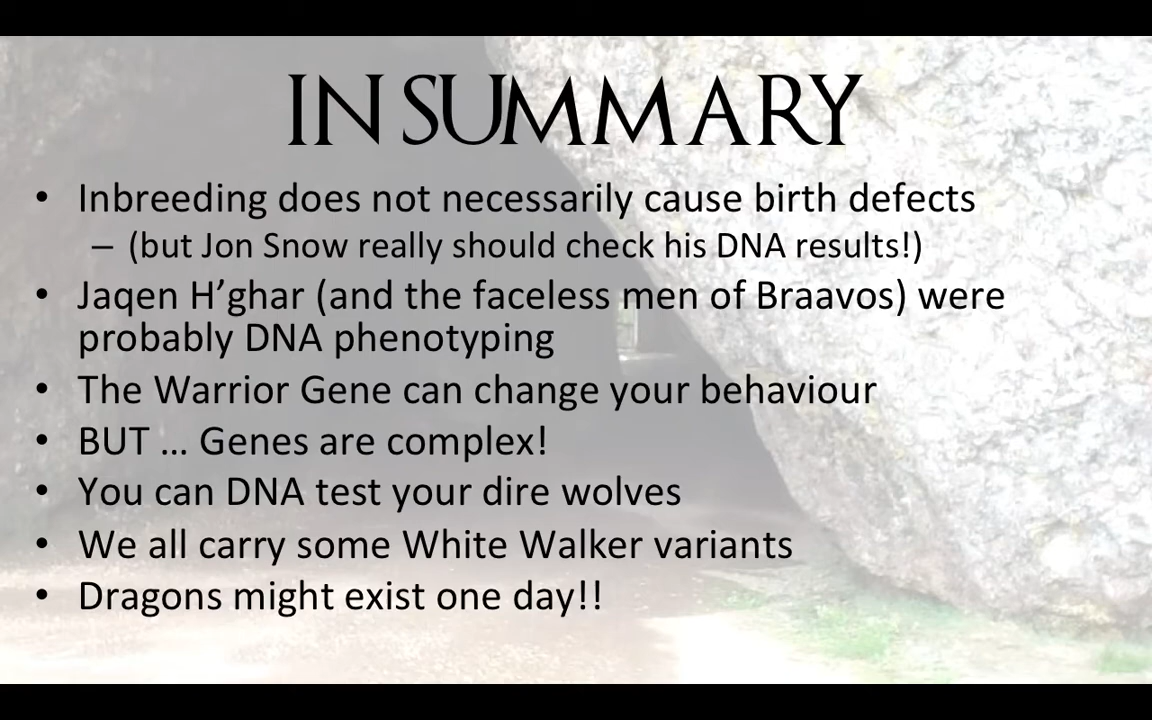 IN SUMMARY
• Inbreeding does not necessarily cause birth defects
– (but Jon Snow really should check his DNA results!)
• Jaqen H’ghar (and the faceless men of Braavos) were
probably DNA phenotyping
• The Warrior Gene can change your behaviour
• BUT … Genes are complex!
• You can DNA test your dire wolves
• We all carry some White Walker variants
• Dragons might exist one day!!